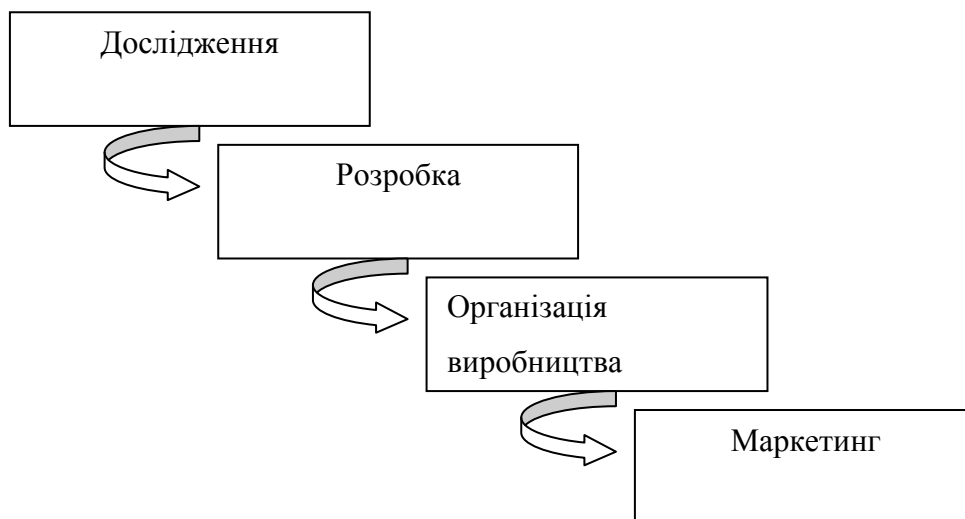 Дослідження
Розробка
Організація
виробництва
Маркетинг